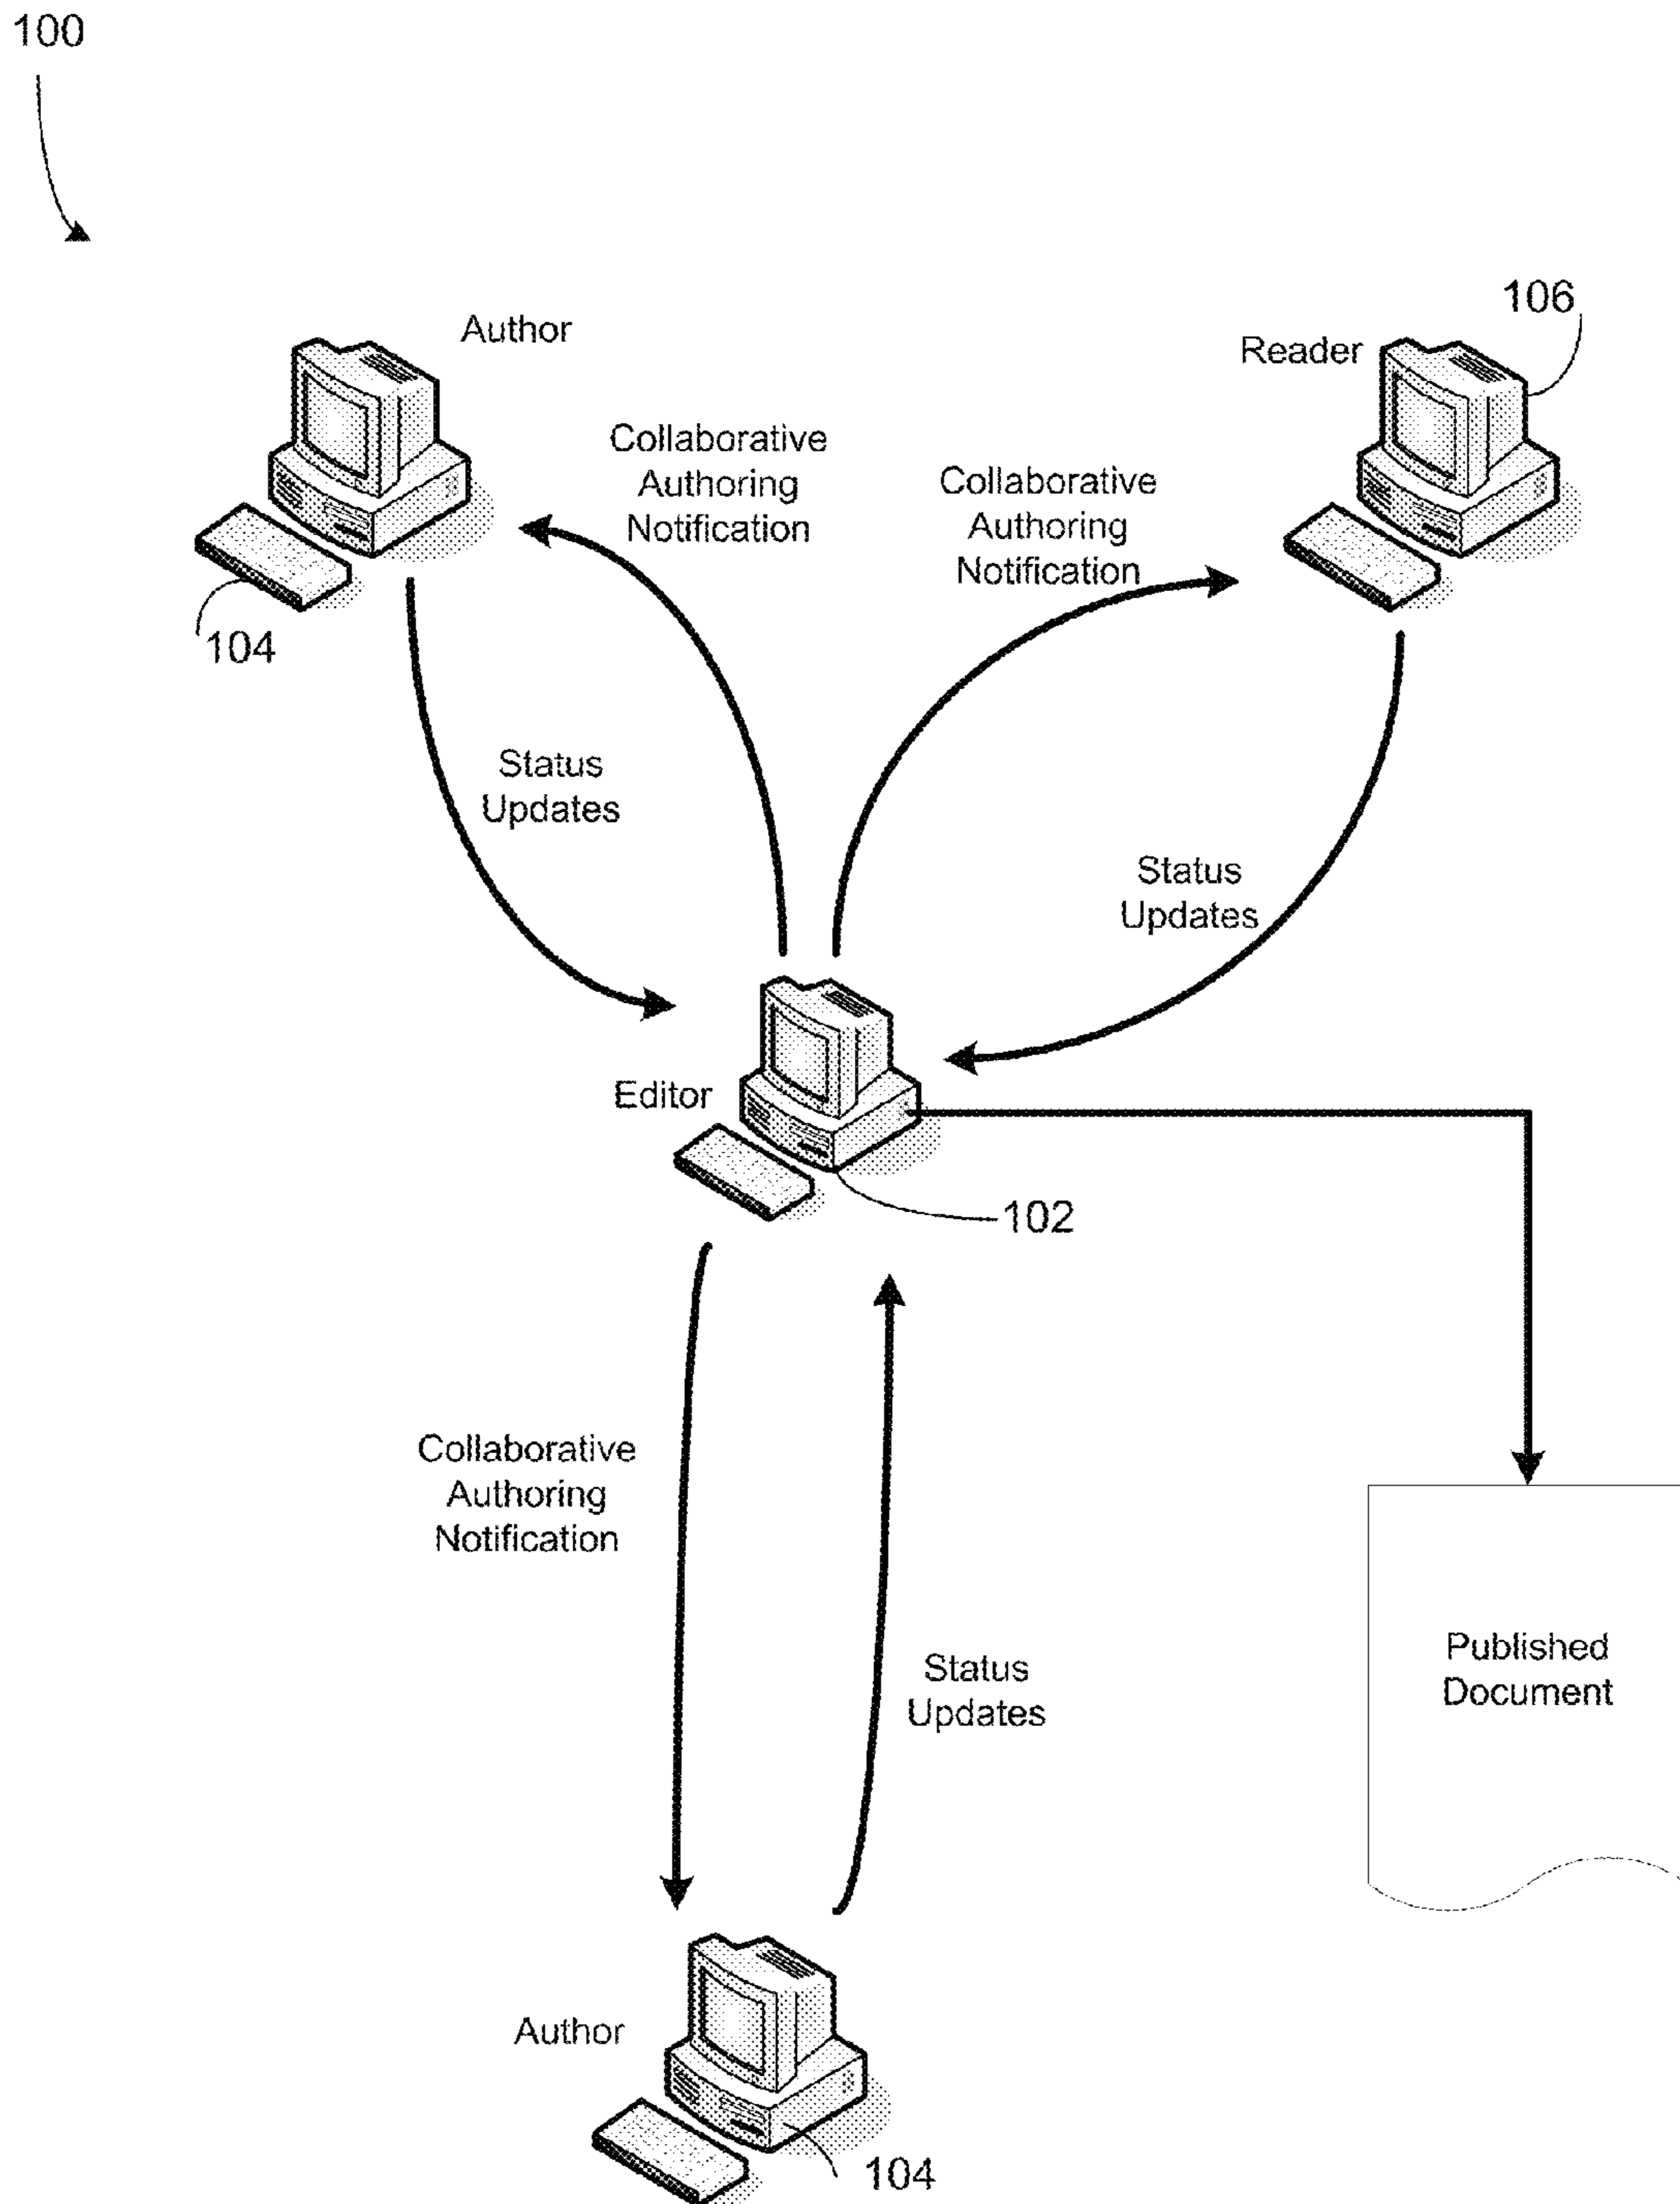 100
106
Author
Reader
Collaborative
Authoring
Notification
Collaborative
Authoring
Notification
104
Status
Updates
Status
Updates
Editor
102
Collaborative
Authoring
Notification
Status
Updates
Published
Document
Author
104